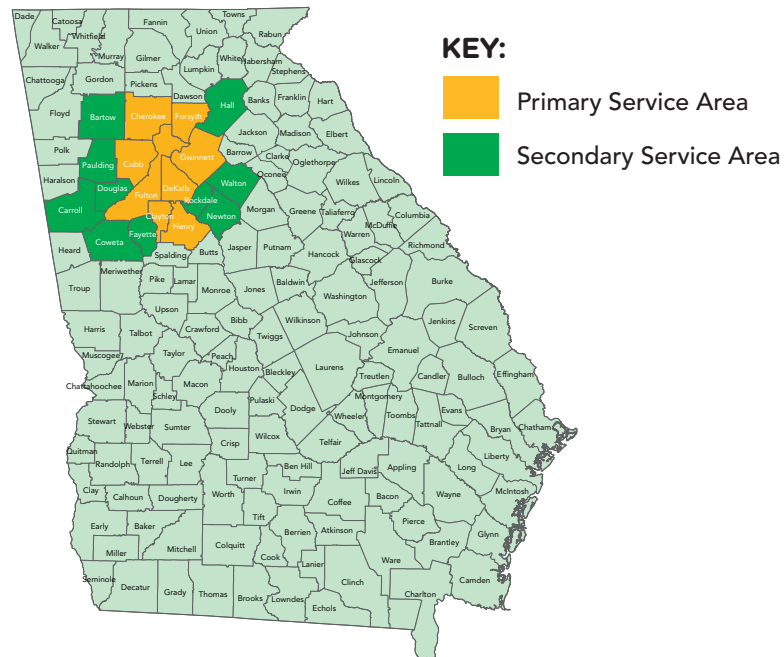 Dade
Catoosa
Fannin
Towns
Rabun
Union
Whitfield
Walker
Murray
Gilmer
White
Habersham
Lumpkin
Stephens
Chattooga
Gordon
Pickens
Dawson
Hall
Banks
Franklin
Hart
Floyd
Bartow
Cherokee
Forsyth
Jackson
Madison
Elbert
Polk
Paulding
Cobb
Gwinnett
Barrow
Clarke
Oglethorpe
Oconee
Haralson
Douglas
Fulton
DeKalb
Walton
Wilkes
Lincoln
Rockdale
Carroll
Clayton
Newton
Morgan
Greene
Taliaferro
Columbia
McDuffie
Fayette
Henry
Warren
Richmond
Coweta
Heard
Spalding
Butts
Jasper
Putnam
Hancock
Glascock
Meriwether
Troup
Pike
Lamar
Monroe
Jones
Baldwin
Washington
Jefferson
Burke
Upson
Harris
Talbot
Crawford
Bibb
Wilkinson
Johnson
Jenkins
Screven
Twiggs
Muscogee
Taylor
Peach
Houston
Bleckley
Laurens
Emanuel
Treutlen
Candler
Bulloch
Effingham
Chattahoochee
Marion
Macon
Schley
Pulaski
Dodge
Montgomery
Dooly
Wheeler
Toombs
Evans
Tattnall
Bryan
Chatham
Stewart
Webster
Sumter
Crisp
Wilcox
Telfair
Liberty
Quitman
Randolph
Terrell
Lee
Ben Hill
Jeff Davis
Appling
Long
Turner
Clay
Calhoun
Dougherty
Worth
Irwin
Coffee
Bacon
Wayne
McIntosh
Tift
Early
Baker
Berrien
Atkinson
Pierce
Glynn
Miller
Mitchell
Colquitt
Cook
Lanier
Ware
Brantley
Seminole
Decatur
Grady
Thomas
Brooks
Lowndes
Echols
Clinch
Charlton
Camden
KEY:
Primary Service Area
Secondary Service Area